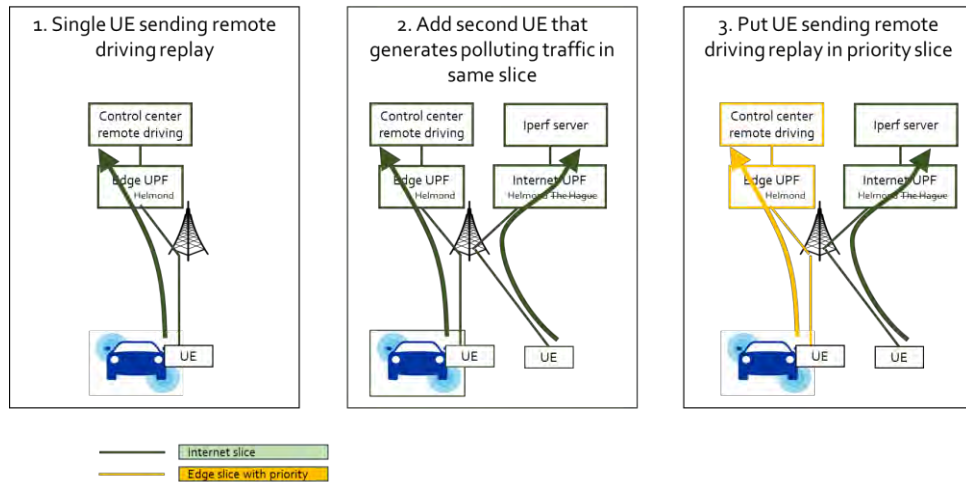 1. Single UE sending remote
driving replay
Control center
remote driving
Edge UPF
Helmond
UE
2. Add second UE that
generates polluting traffic in
same slice
Control center
remote driving
Iperf server
Edge UPF
Helmond
Internet UPF
Helmond The Hague
UE
UE
3. Put UE sending remote
driving replay in priority slice
Control center
remote driving
Iperf server
Edge UPF
Helmond
Internet UPF
Helmond The Hague
UE
UE
Internet slice
Edge slice with priority